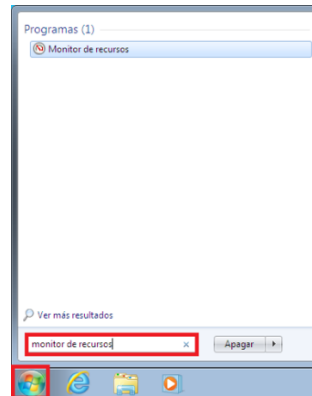 Programas (1)
Monitor de recursos
Ver más resultados
monitor de recursos
Apagar